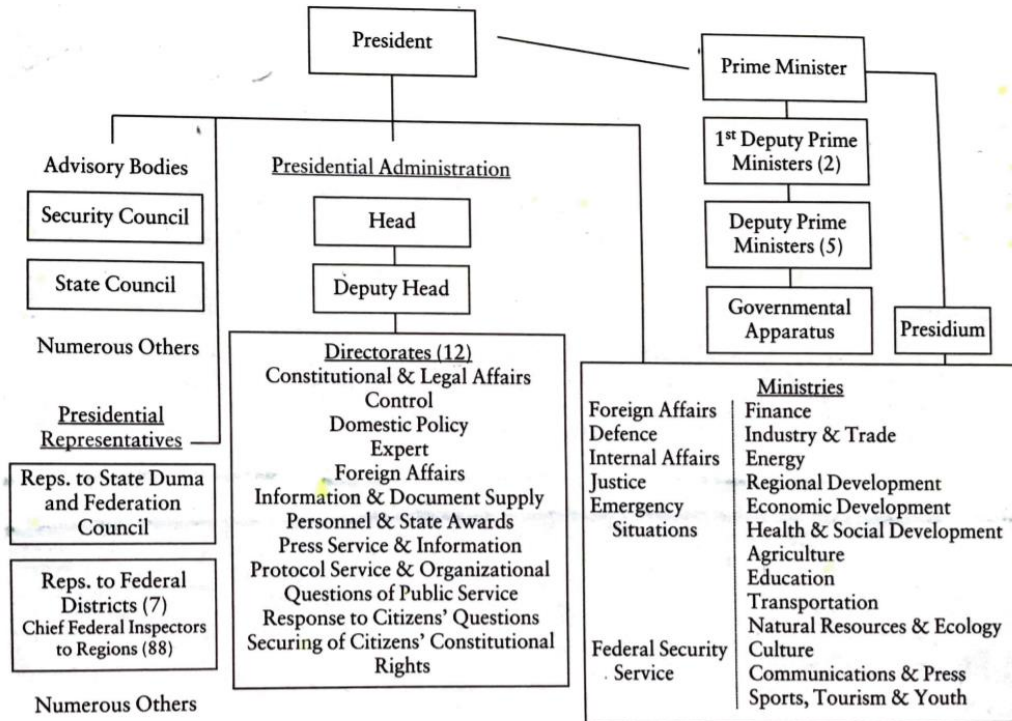 President
Prime Minister
1st Deputy Prime
Ministers (2)
Deputy Prime
Ministers (5)
Governmental
Apparatus
Presidium
Advisory Bodies
Security Council
State Council
Numerous Others
Presidential
Representatives
Reps. to State Duma
and Federation
Council
Reps. to Federal
Districts (7)
Chief Federal Inspectors
to Regions (88)
Numerous Others
Presidential Administration
Head
Deputy Head
Directorates (12)
Constitutional & Legal Affairs
Control
Domestic Policy
Expert
Foreign Affairs
Information & Document Supply
Personnel & State Awards
Press Service & Information
Protocol Service & Organizational
Questions of Public Service
Response to Citizens' Questions
Securing of Citizens' Constitutional
Rights
Ministries
Foreign Affairs
Defence
Internal Affairs
Justice
Emergency
Situations
Federal Security
Service
Finance
Industry & Trade
Energy
Regional Development
Economic Development
Health & Social Development
Agriculture
Education
Transportation
Natural Resources & Ecology
Culture
Communications & Press
Sports, Tourism & Youth